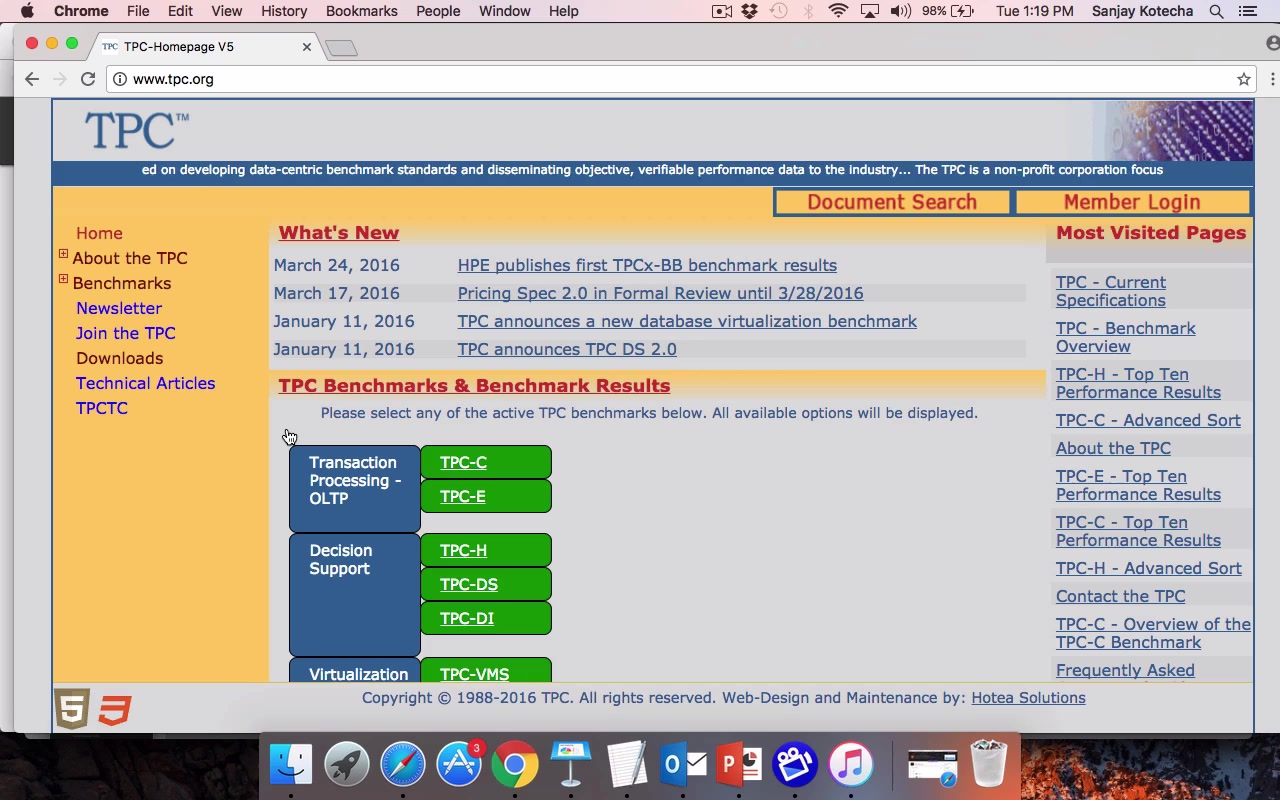 Chrome File Edit View History Bookmarks People Window Help 98% Tue 1:19 PM Sanjay Kotecha
TPC TPC-Homepage V5
www.tpc.org
TPC™
ed on developing data-centric benchmark standards and disseminating objective, verifiable performance data to the industry... The TPC is a non-profit corporation focus
Document Search Member Login
Home
About the TPC
Benchmarks
Newsletter
Join the TPC
Downloads
Technical Articles
TPCTC
What's New
March 24, 2016 HPE publishes first TPCx-BB benchmark results
March 17, 2016 Pricing Spec 2.0 in Formal Review until 3/28/2016
January 11, 2016 TPC announces a new database virtualization benchmark
January 11, 2016 TPC announces TPC DS 2.0
TPC Benchmarks & Benchmark Results
Please select any of the active TPC benchmarks below. All available options will be displayed.
Transaction
Processing -
OLTP
TPC-C
TPC-E
Decision
Support
TPC-H
TPC-DS
TPC-DI
Virtualization
TPC-VMS
Most Visited Pages
TPC - Current
Specifications
TPC - Benchmark
Overview
TPC-H - Top Ten
Performance Results
TPC-C - Advanced Sort
About the TPC
TPC-E - Top Ten
Performance Results
TPC-C - Top Ten
Performance Results
TPC-H - Advanced Sort
Contact the TPC
TPC-C - Overview of the
TPC-C Benchmark
Frequently Asked
5 3 Copyright © 1988-2016 TPC. All rights reserved. Web-Design and Maintenance by: Hotea Solutions
3